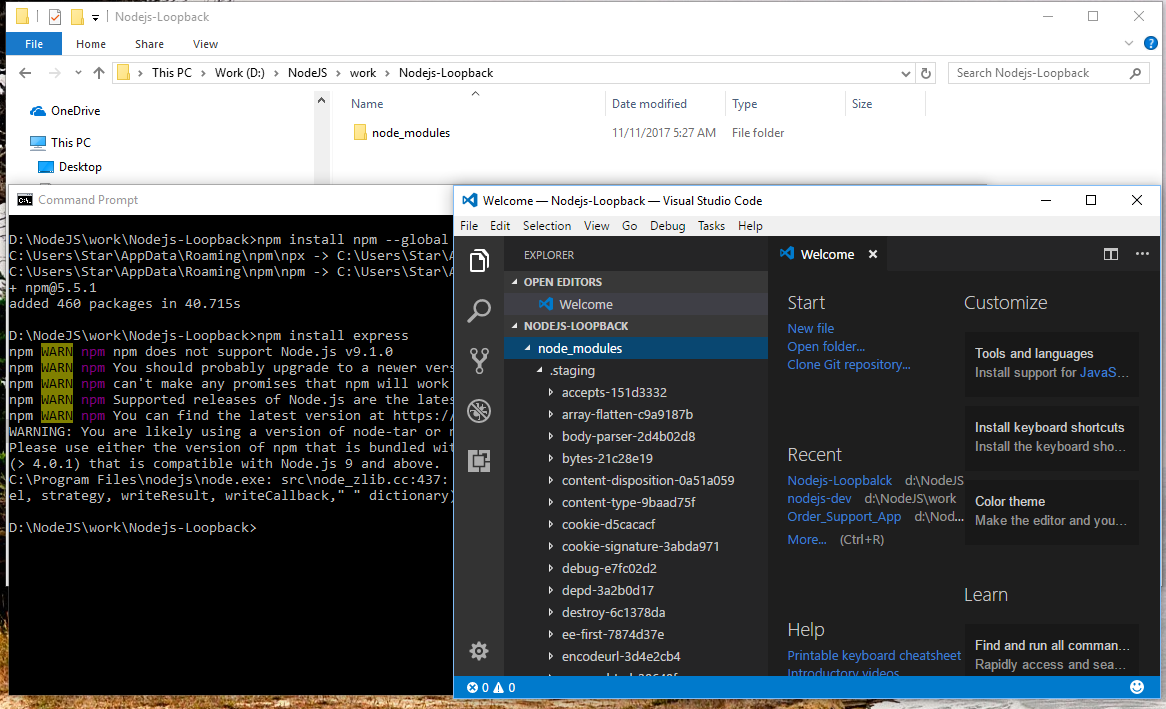 Nodejs-Loopback
File Home Share View
This PC Work (D:) NodeJS work Nodejs-Loopback
Search Nodejs-Loopback
OneDrive
This PC
Desktop
Name Date modified Type Size
node_modules 11/11/2017 5:27 AM File folder
Command Prompt
D:\NodeJS\work\Nodejs-Loopback>npm install npm --global
C:\Users\Star\AppData\Roaming\npm\npx -> C:\Users\Star\A
C:\Users\Star\AppData\Roaming\npm\npm -> C:\Users\Star\A
+ npm@5.5.1
added 460 packages in 40.715s
D:\NodeJS\work\Nodejs-Loopback>npm install express
npm WARN npm npm does not support Node.js v9.1.0
npm WARN npm You should probably upgrade to a newer vers
npm WARN npm can't make any promises that npm will work
npm WARN npm Supported releases of Node.js are the lates
npm WARN npm You can find the latest version at https:/
WARNING: You are likely using a version of node-tar or n
Please use either the version of npm that is bundled wit
(> 4.0.1) that is compatible with Node.js 9 and above.
C:\Program Files\nodejs\node.exe: src\node_zlib.cc:437:
el, strategy, writeResult, writeCallback," " dictionary)
D:\NodeJS\work\Nodejs-Loopback>
Welcome — Nodejs-Loopback — Visual Studio Code
File Edit Selection View Go Debug Tasks Help
EXPLORER
OPEN EDITORS
Welcome
NODEJS-LOOPBACK
node_modules
.staging
accepts-151d3332
array-flatten-c9a9187b
body-parser-2d4b02d8
bytes-21c28e19
content-disposition-0a51a059
content-type-9baad75f
cookie-d5cacacf
cookie-signature-3abda971
debug-e7fc02d2
depd-3a2b0d17
destroy-6c1378da
ee-first-7874d37e
encodeurl-3d4e2cb4
Welcome
Start
New file
Open folder...
Clone Git repository...
Recent
Nodejs-Loopbalck d:\NodeJS
nodejs-dev d:\NodeJS\work
Order_Support_App d:\Nod...
More... (Ctrl+R)
Help
Printable keyboard cheatsheet
Introductory videos
Customize
Tools and languages
Install support for JavaS...
Install keyboard shortcuts
Install the keyboard sho...
Color theme
Make the editor and you...
Learn
Find and run all comman...
Rapidly access and sea...
0 0